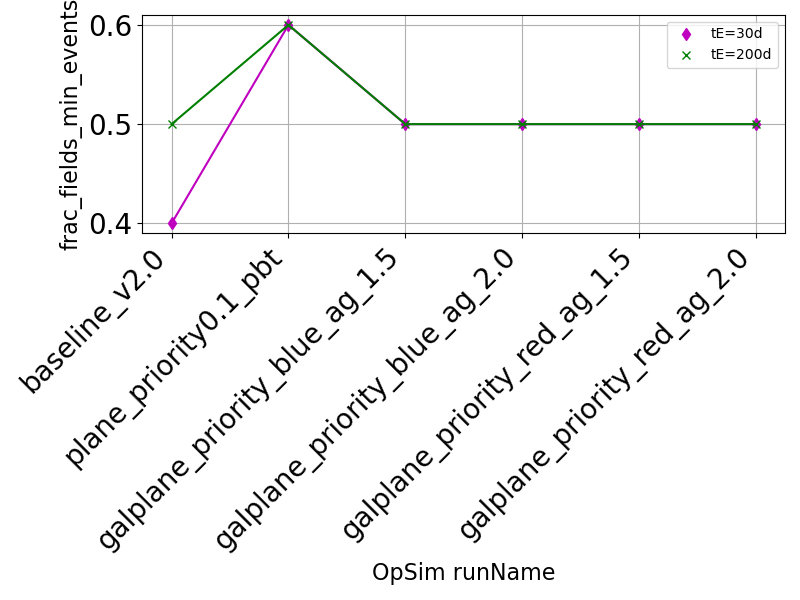 frac_fields_min_events
0.6
0.5
0.4
tE=30d
tE=200d
baseline_v2.0
plane_priority0.1_pbt
galplane_priority_blue_ag_1.5
galplane_priority_blue_ag_2.0
galplane_priority_red_ag_1.5
galplane_priority_red_ag_2.0
OpSim runName